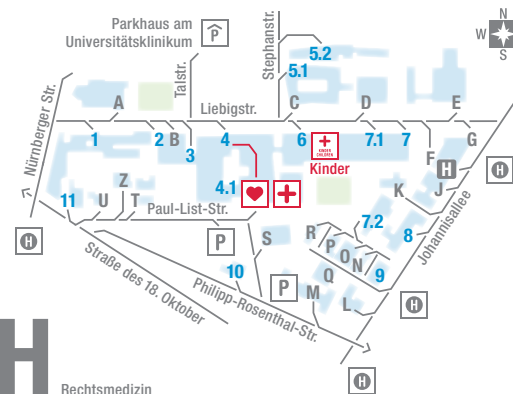 Parkhaus am
Universitätsklinikum
P
N
W
S
Stephanstr.
5.2
5.1
Talstr.
Nürnberger Str.
A
Liebigstr.
C
D
E
1
2
B
3
4
6
KINDER
CHILDREN
Kinder
7.1
7
F
G
H
H
4.1
K
J
11
U
Z
T
Paul-List-Str.
H
P
S
R
P
O
N
7.2
8
Johannisallee
Q
9
10
P
M
L
H
Straße des 18. Oktober
Philipp-Rosenthal-Str.
H
H
Rechtsmedizin